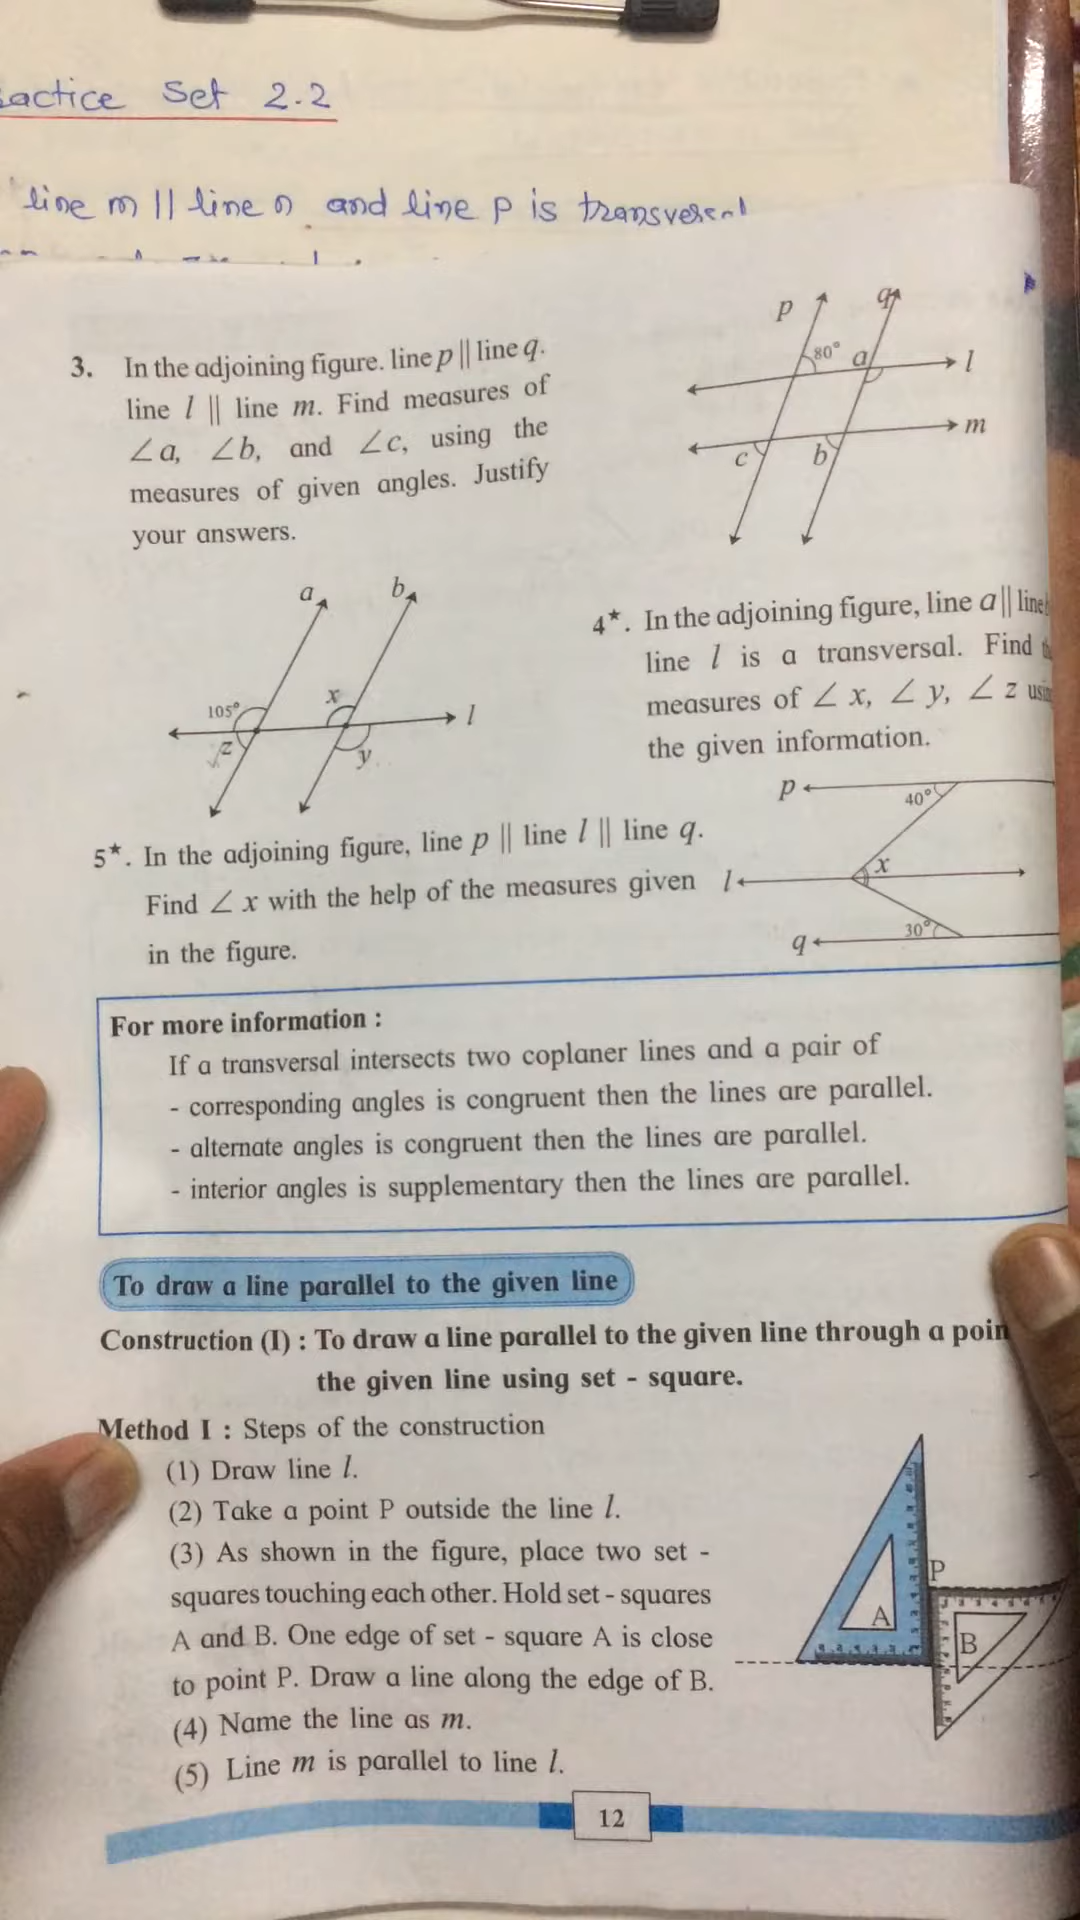 Set 2.2
line m || line n and line p is transversal
3. In the adjoining figure. line p || line q.
line l || line m. Find measures of
∠a, ∠b, and ∠c, using the
measures of given angles. Justify
your answers.
p
q
80°
a
l
m
c
b
a
b
105°
x
l
z
y
4★. In the adjoining figure, line a || line
line l is a transversal. Find
measures of ∠ x, ∠ y, ∠ z
the given information.
5★. In the adjoining figure, line p || line l || line q.
Find ∠ x with the help of the measures given
in the figure.
p
40°
x
l
30°
q
For more information :
If a transversal intersects two coplaner lines and a pair of
- corresponding angles is congruent then the lines are parallel.
- alternate angles is congruent then the lines are parallel.
- interior angles is supplementary then the lines are parallel.
To draw a line parallel to the given line
Construction (I) : To draw a line parallel to the given line through a
the given line using set - square.
Method I : Steps of the construction
(1) Draw line l.
(2) Take a point P outside the line l.
(3) As shown in the figure, place two set -
squares touching each other. Hold set - squares
A and B. One edge of set - square A is close
to point P. Draw a line along the edge of B.
(4) Name the line as m.
(5) Line m is parallel to line l.
P
A
B
12